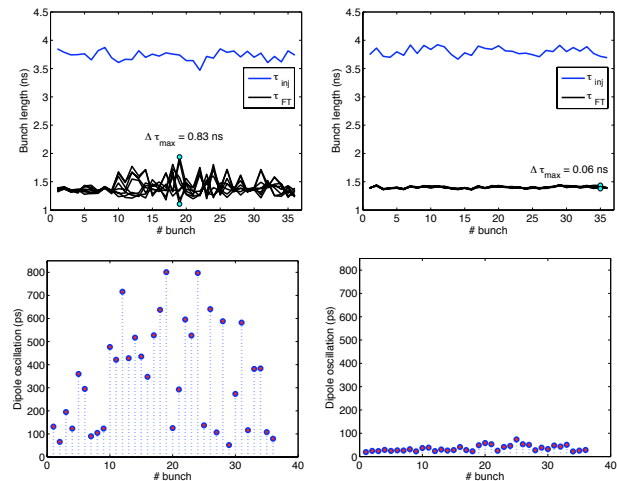 4.5
4
3.5
3
2.5
2
1.5
1
Bunch length (ns)
τ inj
τ FT
Δ τmax = 0.83 ns
0 5 10 15 20 25 30 35
# bunch
4.5
4
3.5
3
2.5
2
1.5
1
Bunch length (ns)
τ inj
τ FT
Δ τmax = 0.06 ns
0 5 10 15 20 25 30 35
# bunch
800
700
600
500
400
300
200
100
0
Dipole oscillation (ps)
0 10 20 30 40
# bunch
800
700
600
500
400
300
200
100
0
Dipole oscillation (ps)
0 10 20 30 40
# bunch